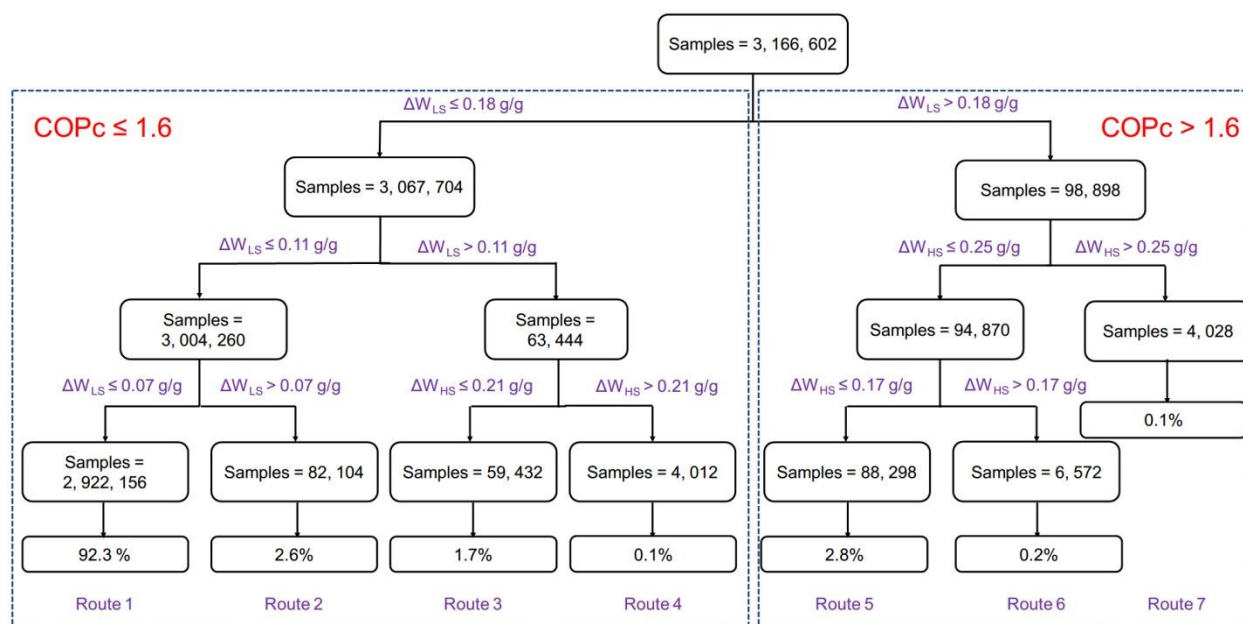 Samples = 3, 166, 602
ΔW_LS ≤ 0.18 g/g
ΔW_LS > 0.18 g/g
COPc ≤ 1.6
COPc > 1.6
Samples = 3, 067, 704
Samples = 98, 898
ΔW_LS ≤ 0.11 g/g
ΔW_LS > 0.11 g/g
ΔW_HS ≤ 0.25 g/g
ΔW_HS > 0.25 g/g
Samples =
3, 004, 260
Samples =
63, 444
Samples = 94, 870
Samples = 4, 028
ΔW_LS ≤ 0.07 g/g
ΔW_LS > 0.07 g/g
ΔW_HS ≤ 0.21 g/g
ΔW_HS > 0.21 g/g
ΔW_HS ≤ 0.17 g/g
ΔW_HS > 0.17 g/g
0.1%
Samples =
2, 922, 156
Samples = 82, 104
Samples = 59, 432
Samples = 4, 012
Samples = 88, 298
Samples = 6, 572
92.3 %
2.6%
1.7%
0.1%
2.8%
0.2%
Route 1
Route 2
Route 3
Route 4
Route 5
Route 6
Route 7